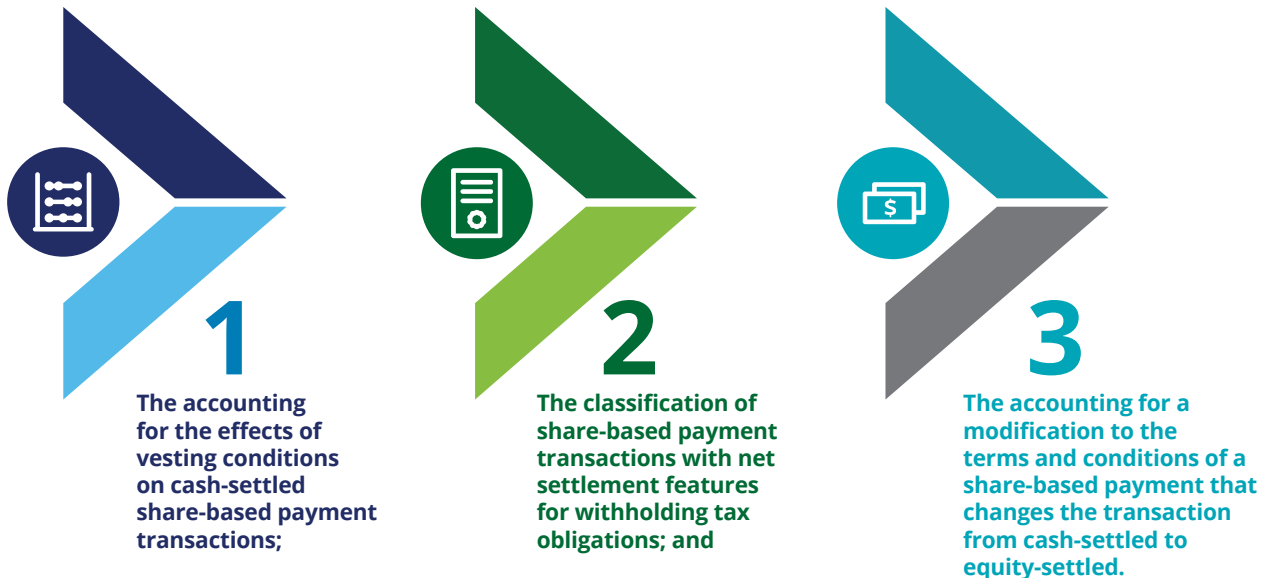 1
The accounting
for the effects of
vesting conditions
on cash-settled
share-based payment
transactions;
2
The classification of
share-based payment
transactions with net
settlement features
for withholding tax
obligations; and
$
3
The accounting for a
modification to the
terms and conditions of a
share-based payment that
changes the transaction
from cash-settled to
equity-settled.